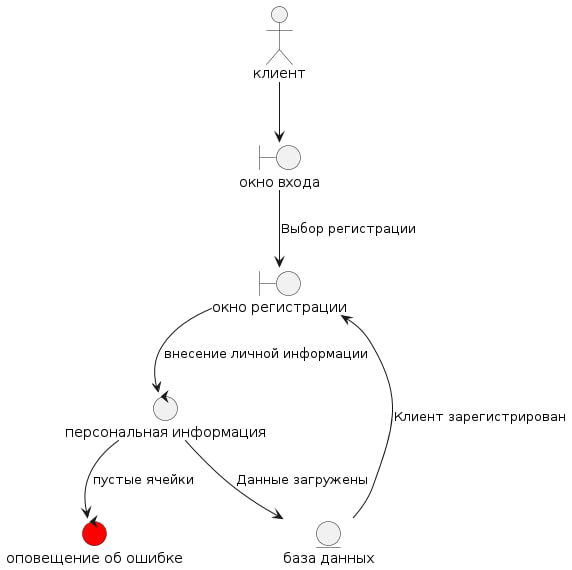 клиент
окно входа
Выбор регистрации
окно регистрации
внесение личной информации
персональная информация
Клиент зарегистрирован
пустые ячейки
Данные загружены
оповещение об ошибке
база данных